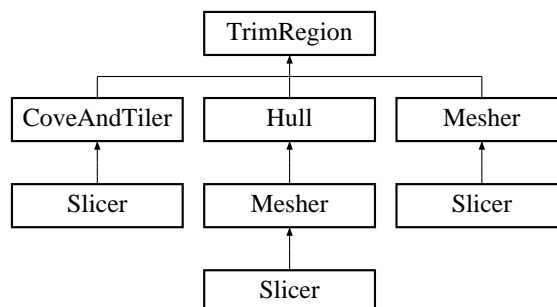 TrimRegion
CoveAndTiler
Hull
Mesher
Slicer
Mesher
Slicer
Slicer